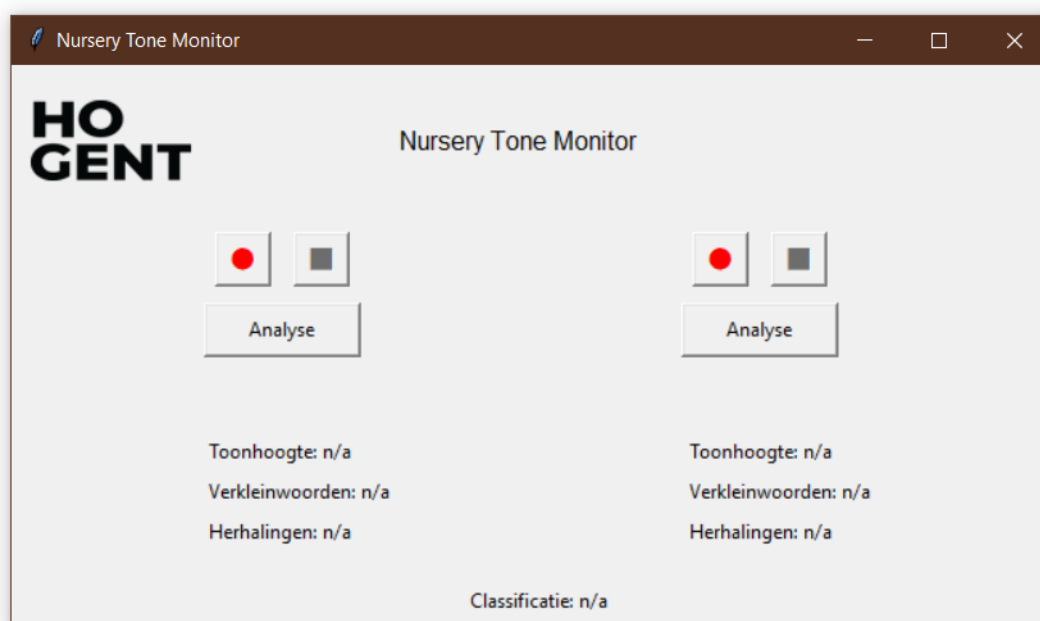 Nursery Tone Monitor
HO
GENT
Nursery Tone Monitor
Analyse
Analyse
Toonhoogte: n/a
Verkleinwoorden: n/a
Herhalingen: n/a
Toonhoogte: n/a
Verkleinwoorden: n/a
Herhalingen: n/a
Classificatie: n/a